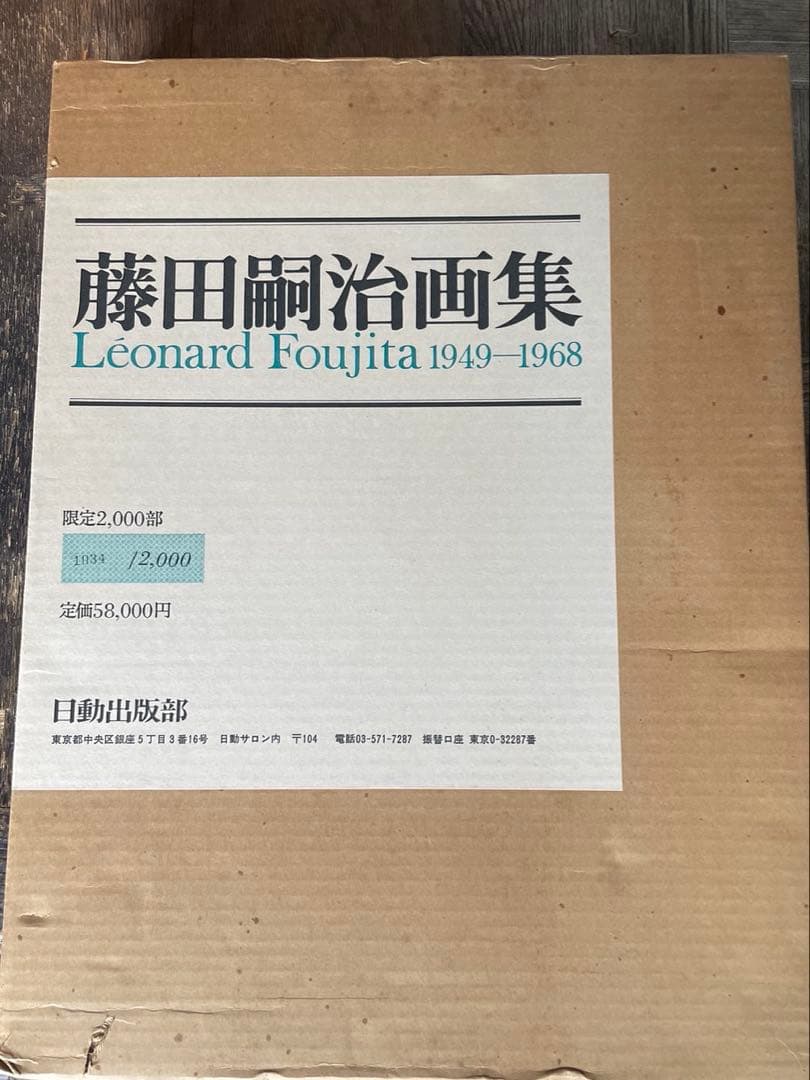 藤田嗣治画集
Léonard Foujita 1949—1968
限定2,000部
1934 /2,000
定価58,000円
日動出版部
東京都中央区銀座5丁目3番16号 日動サロン内 〒104 電話03-571-7287 振替口座 東京0-32287番